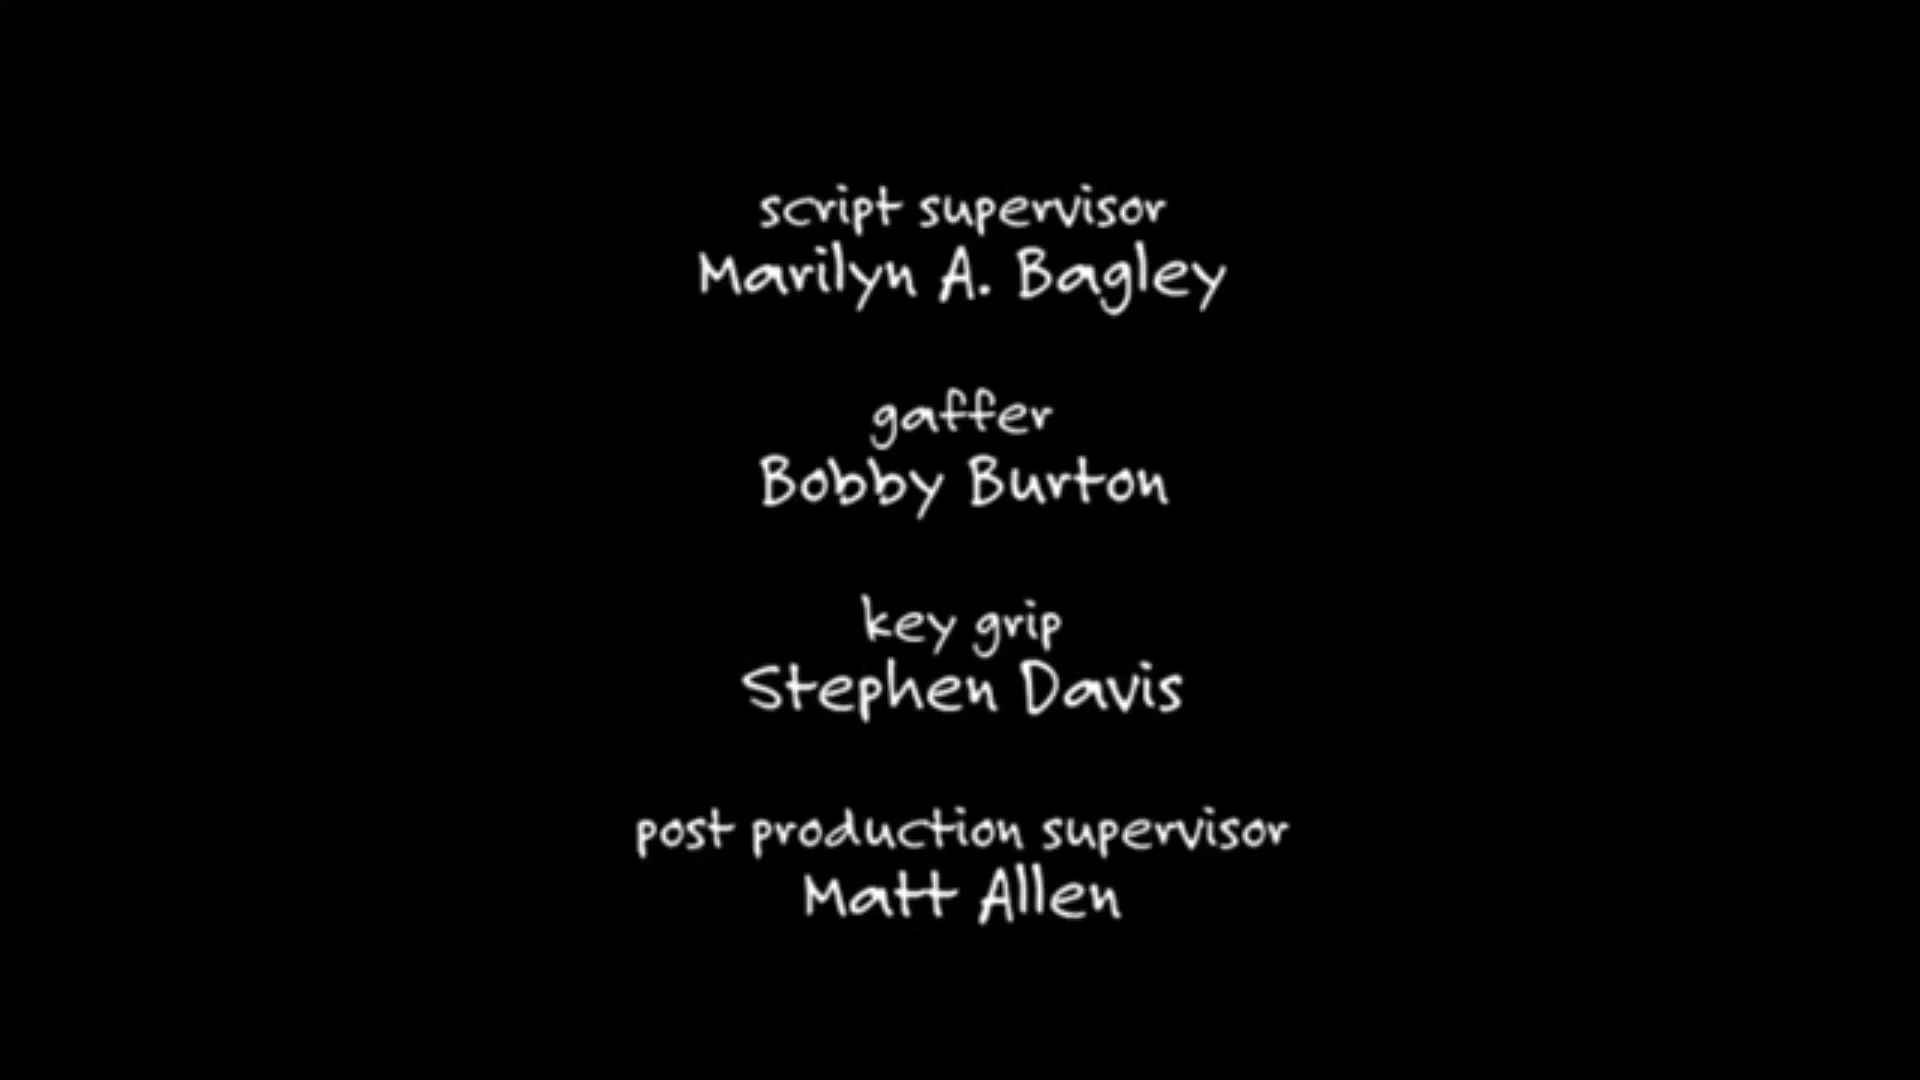 script supervisor
Marilyn A. Bagley
gaffer
Bobby Burton
key grip
Stephen Davis
post production supervisor
Matt Allen